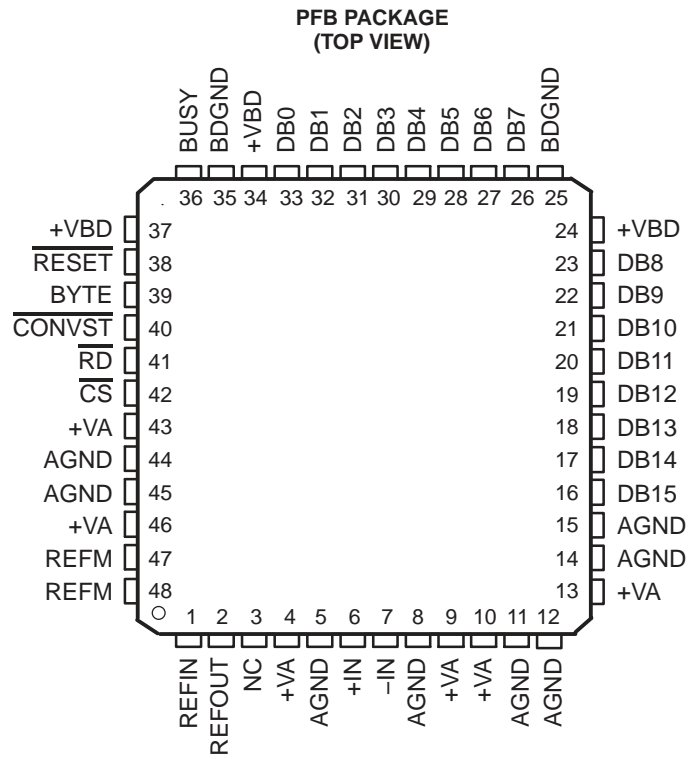 PFB PACKAGE
(TOP VIEW)
BUSY
BDGND
+VBD
DB0
DB1
DB2
DB3
DB4
DB5
DB6
DB7
BDGND
36 35 34 33 32 31 30 29 28 27 26 25
+VBD 37
RESET 38
BYTE 39
CONVST 40
RD 41
CS 42
+VA 43
AGND 44
AGND 45
+VA 46
REFM 47
REFM 48
24 +VBD
23 DB8
22 DB9
21 DB10
20 DB11
19 DB12
18 DB13
17 DB14
16 DB15
15 AGND
14 AGND
13 +VA
1 2 3 4 5 6 7 8 9 10 11 12
REFIN
REFOUT
NC
+VA
AGND
+IN
–IN
AGND
+VA
+VA
AGND
AGND